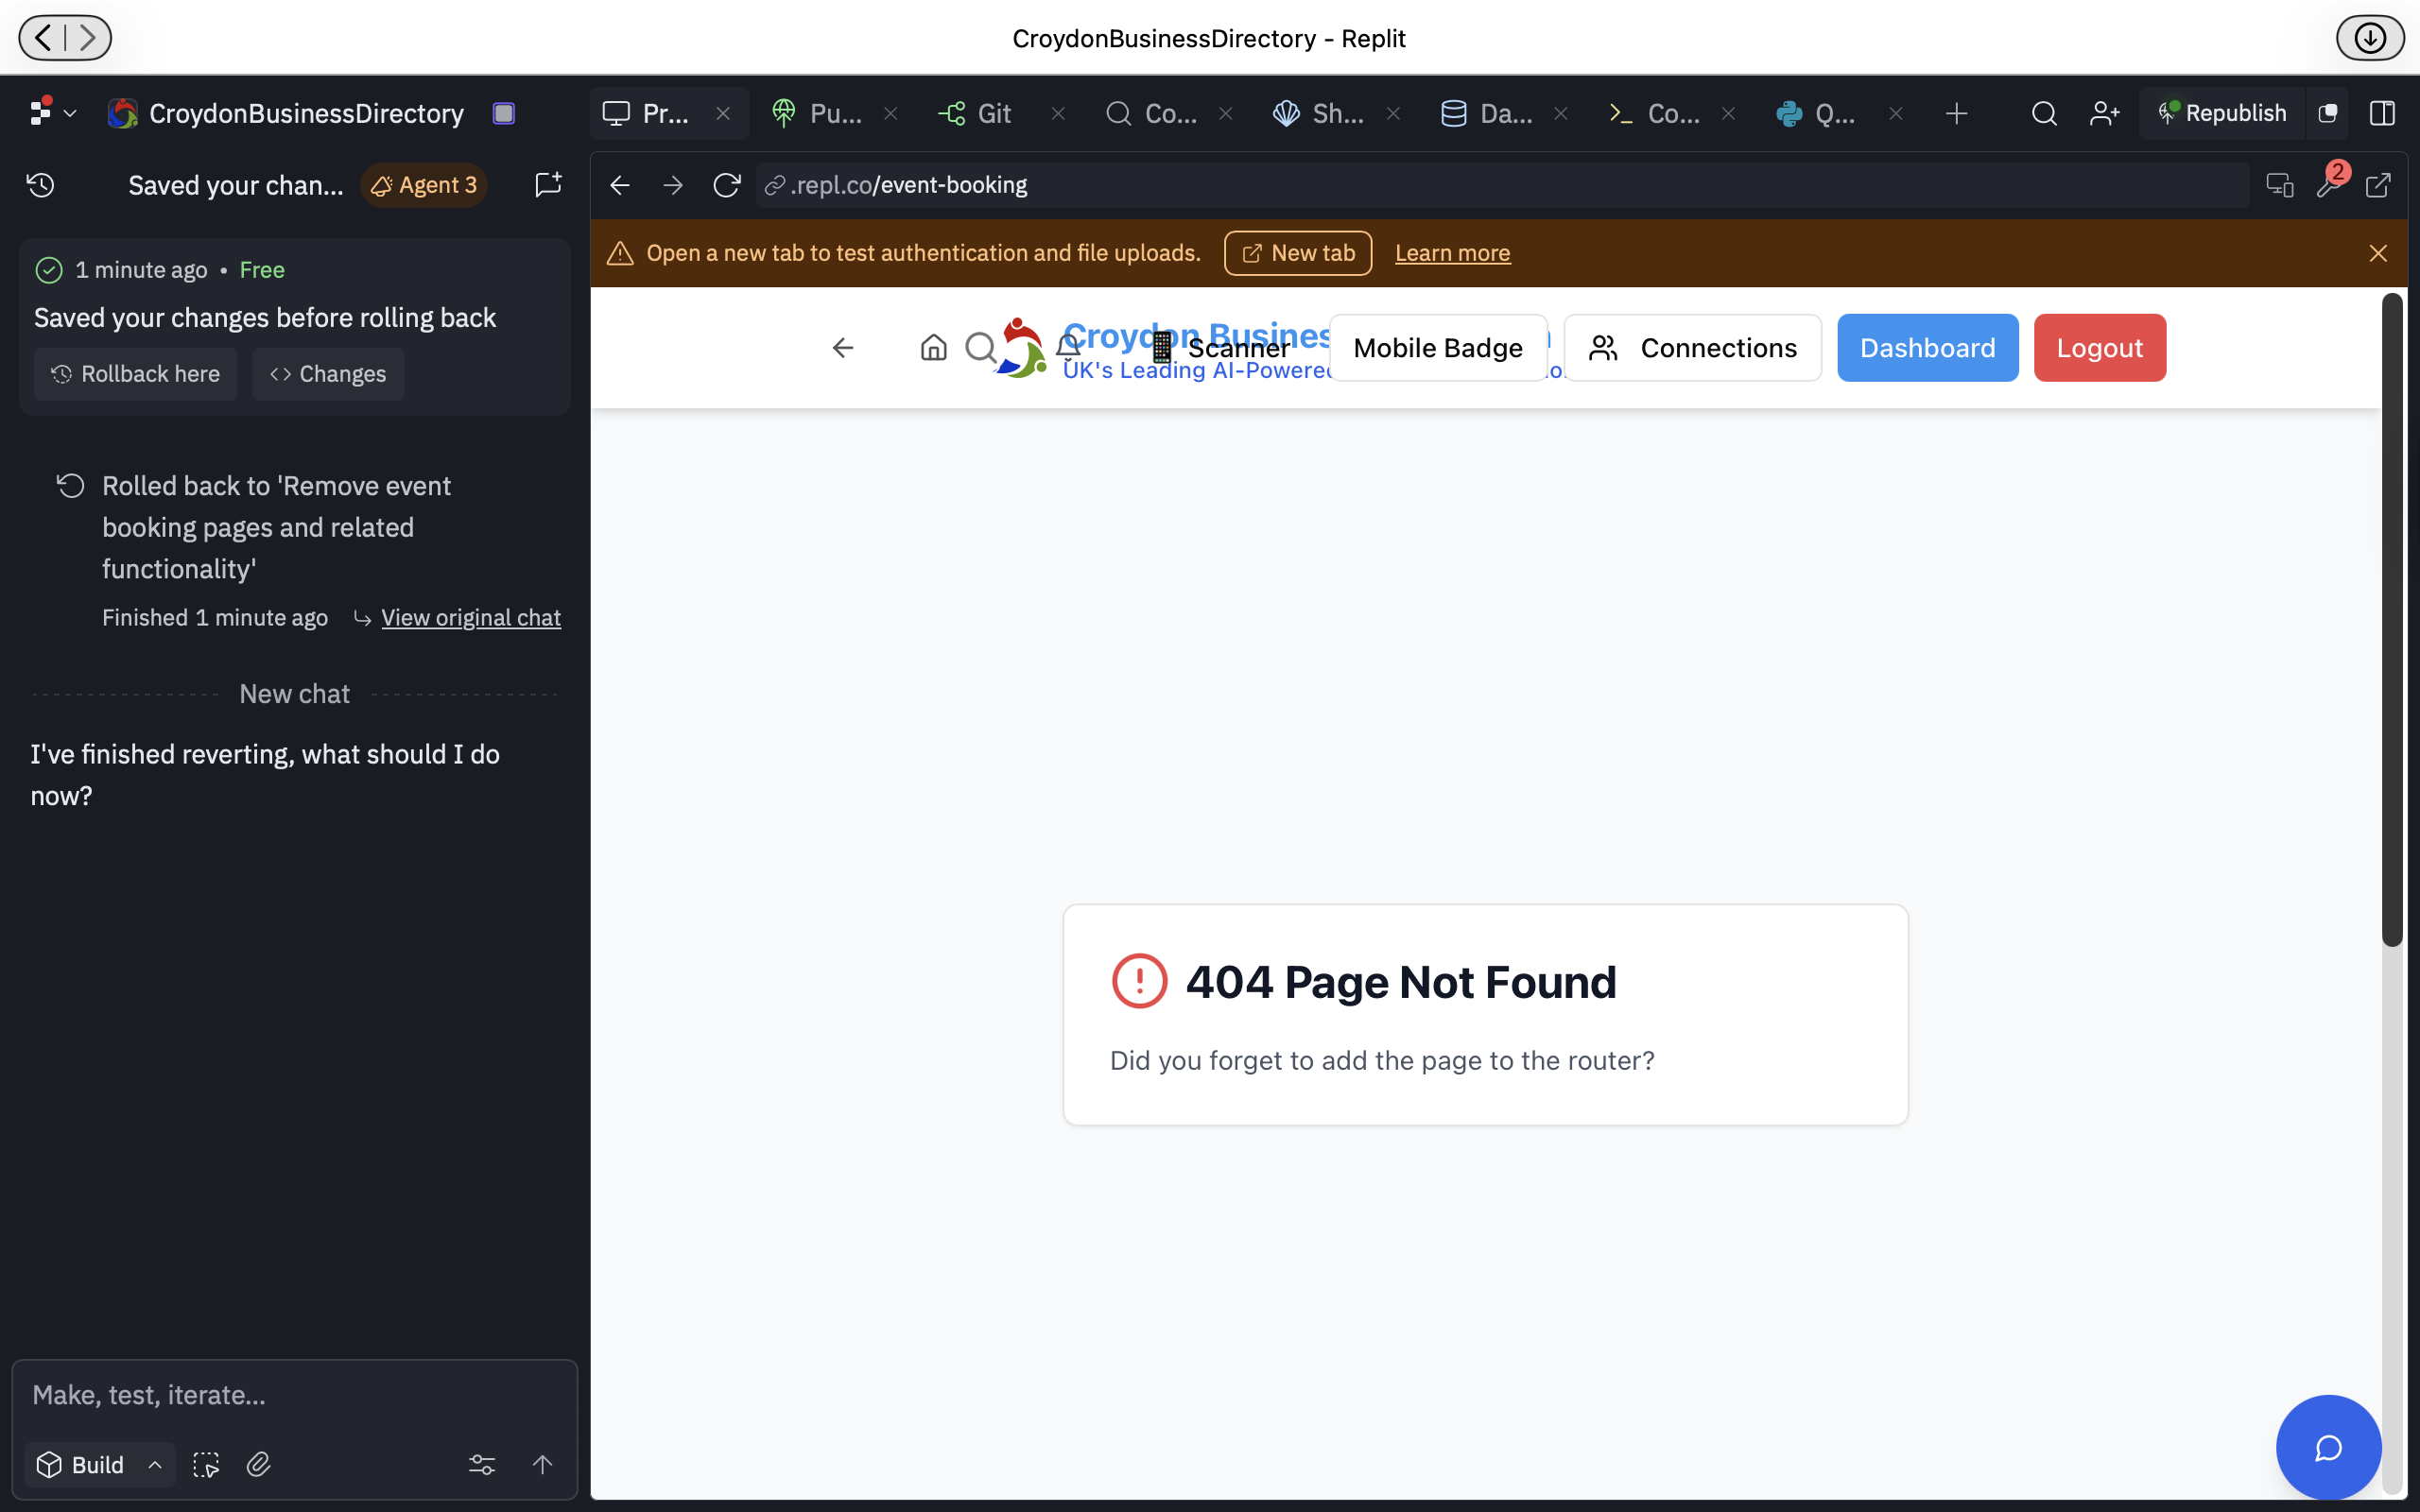 CroydonBusinessDirectory - Replit
CroydonBusinessDirectory
Pr...
Pu...
Git
Co...
Sh...
Da...
Co...
Q...
Republish
Saved your chan...
Agent 3
.repl.co/event-booking
2
Open a new tab to test authentication and file uploads.
New tab
Learn more
1 minute ago • Free
Saved your changes before rolling back
Rollback here
Changes
Croydon Busines
UK's Leading AI-Powered
Scanner
Mobile Badge
Connections
Dashboard
Logout
Rolled back to 'Remove event
booking pages and related
functionality'
Finished 1 minute ago
View original chat
New chat
I've finished reverting, what should I do
now?
404 Page Not Found
Did you forget to add the page to the router?
Make, test, iterate...
Build